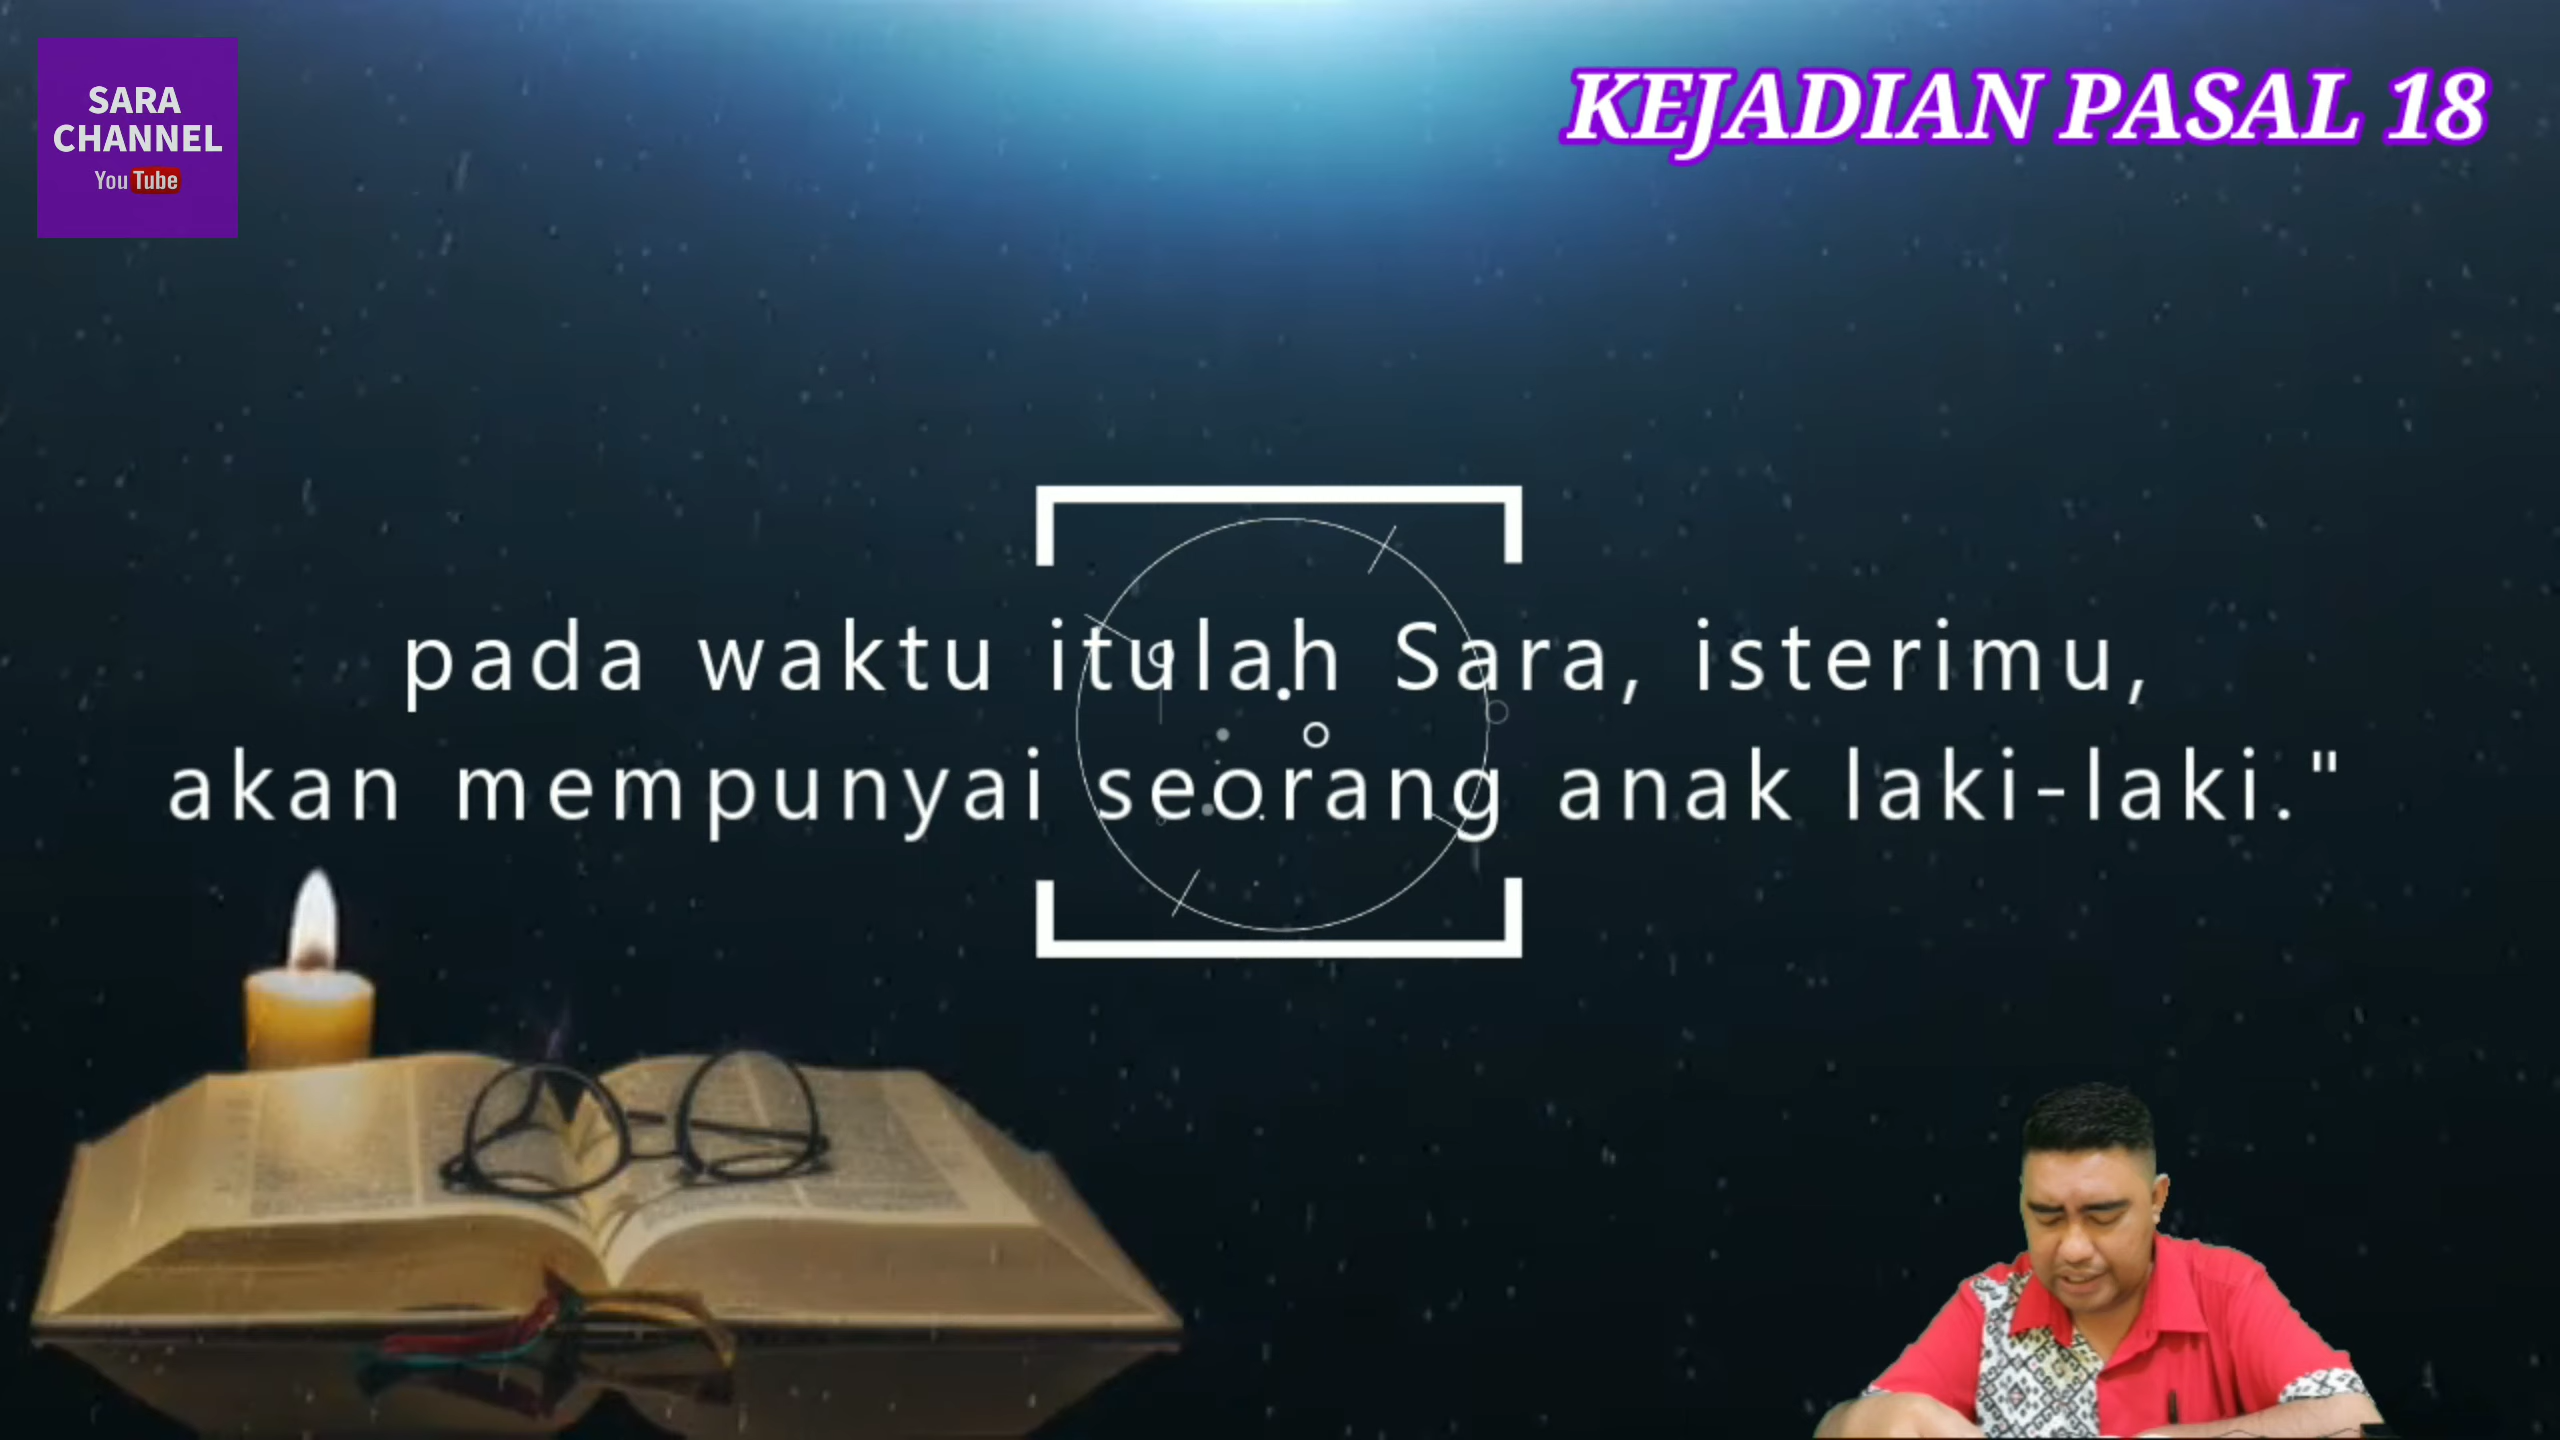 SARA
CHANNEL
YouTube
KEJADIAN PASAL 18
pada waktu itulah Sara, isterimu,
akan mempunyai seorang anak laki-laki."